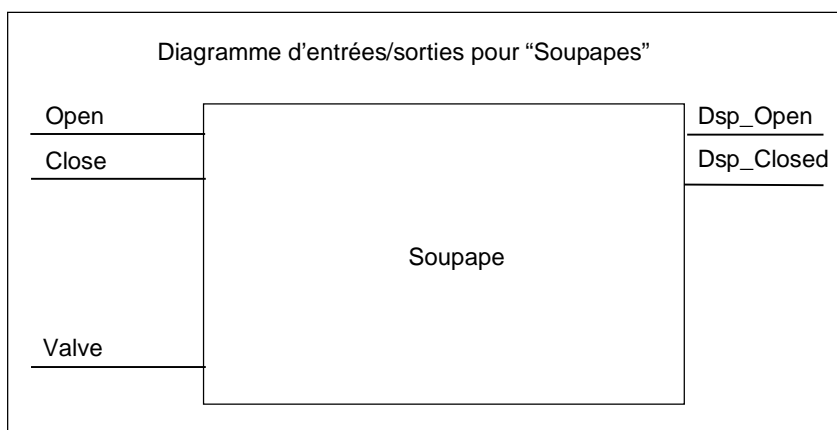 Diagramme d'entrées/sorties pour “Soupapes”
Open
Close
Valve
Soupape
Dsp_Open
Dsp_Closed